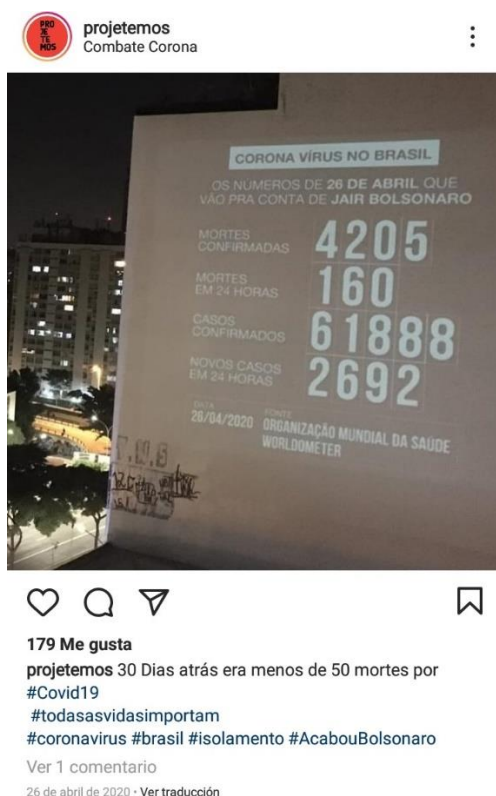 PRO
JE
TE
MOS
projetemos
Combate Corona
CORONA VÍRUS NO BRASIL
OS NÚMEROS DE 26 DE ABRIL QUE
VÃO PRA CONTA DE JAIR BOLSONARO
MORTES
CONFIRMADAS
4205
MORTES
EM 24 HORAS
160
CASOS
CONFIRMADOS
61888
NOVOS CASOS
EM 24 HORAS
2692
DATA
26/04/2020
FONTE
ORGANIZAÇÃO MUNDIAL DA SAÚDE
WORLDOMETER
179 Me gusta
projetemos 30 Dias atrás era menos de 50 mortes por
#Covid19
#todasasvidasimportam
#coronavirus #brasil #isolamento #AcabouBolsonaro
Ver 1 comentario
26 de abril de 2020 · Ver traducción